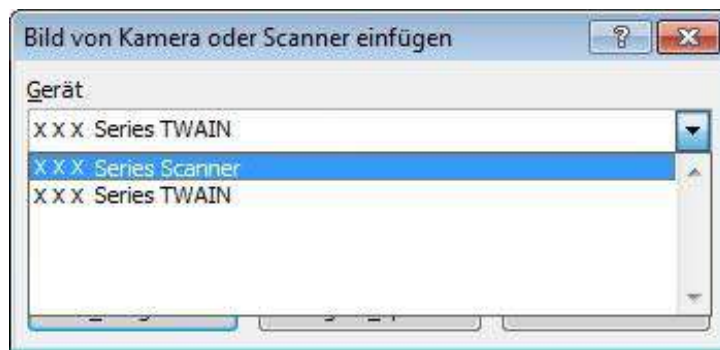 Bild von Kamera oder Scanner einfügen
Gerät
X X X Series TWAIN
X X X Series Scanner
X X X Series TWAIN